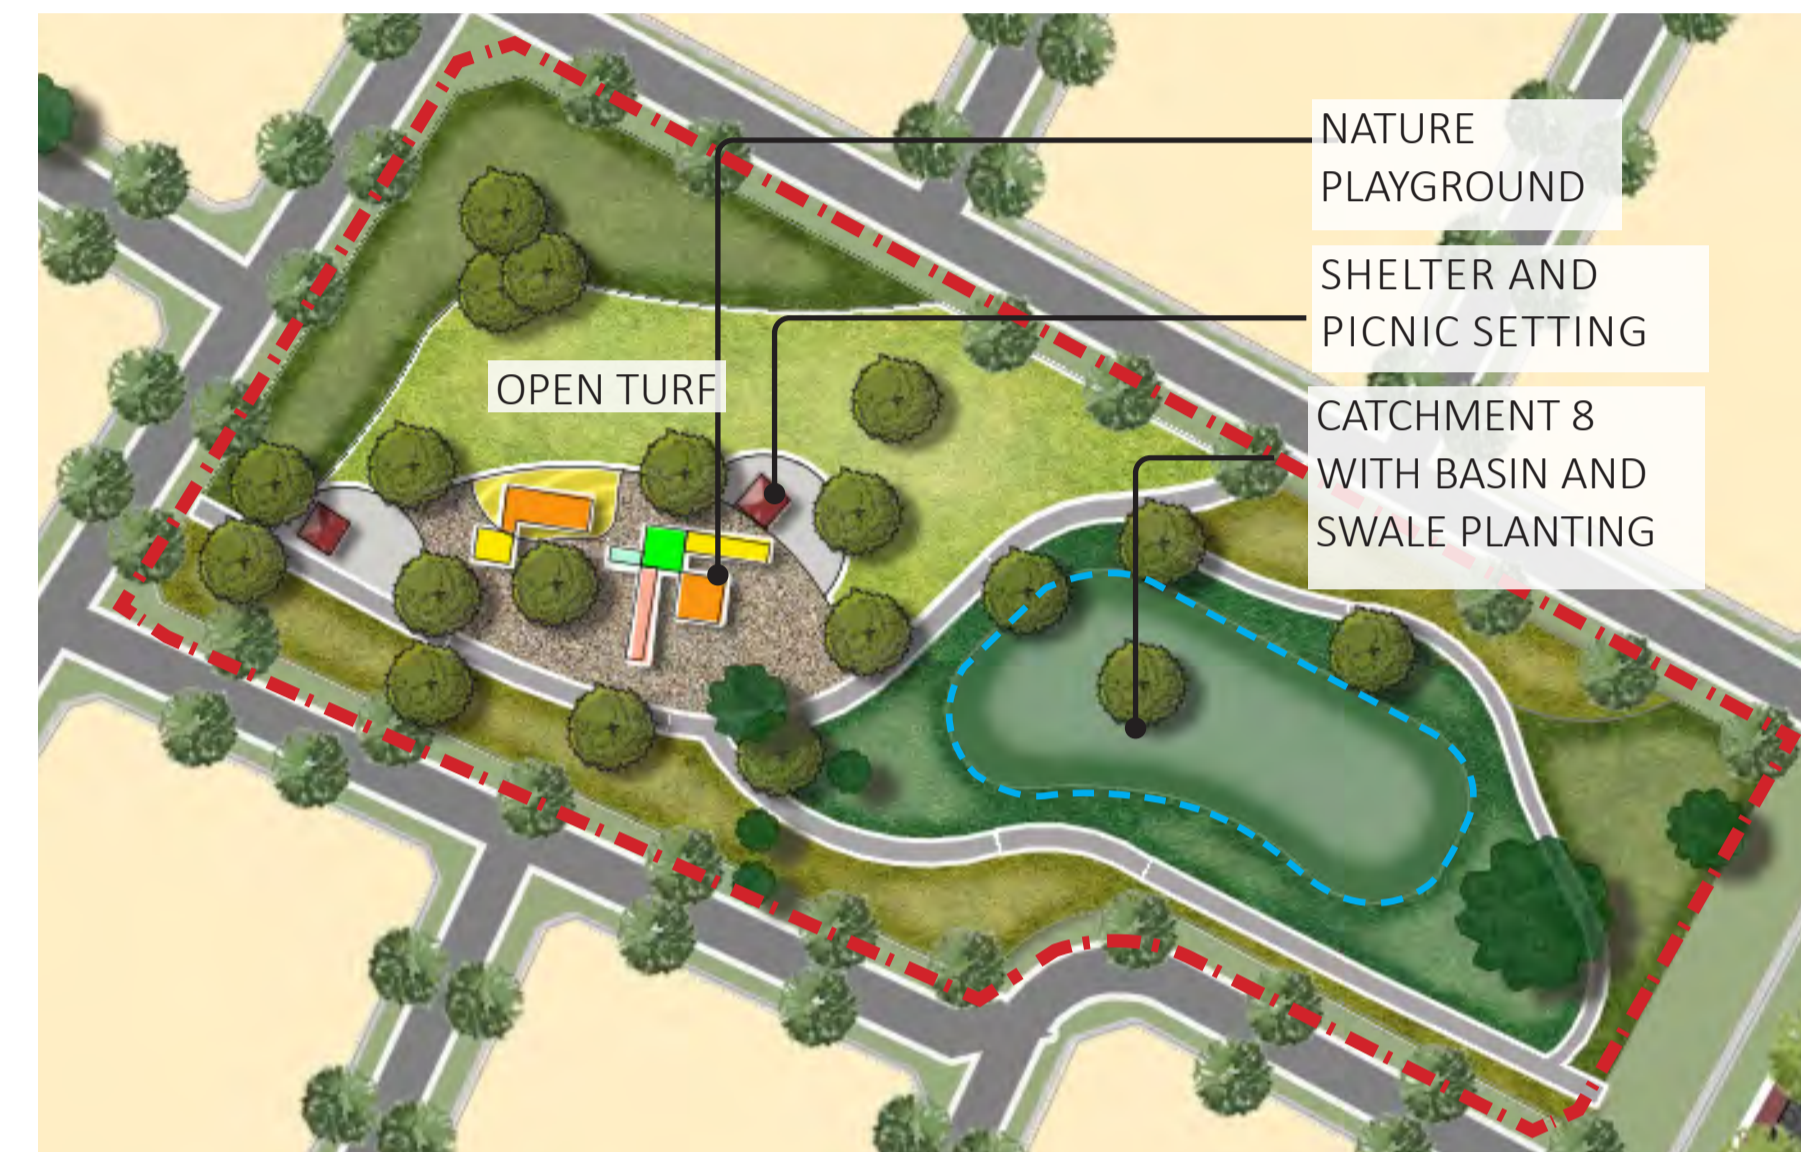 NATURE
PLAYGROUND
SHELTER AND
PICNIC SETTING
OPEN TURF
CATCHMENT 8
WITH BASIN AND
SWALE PLANTING